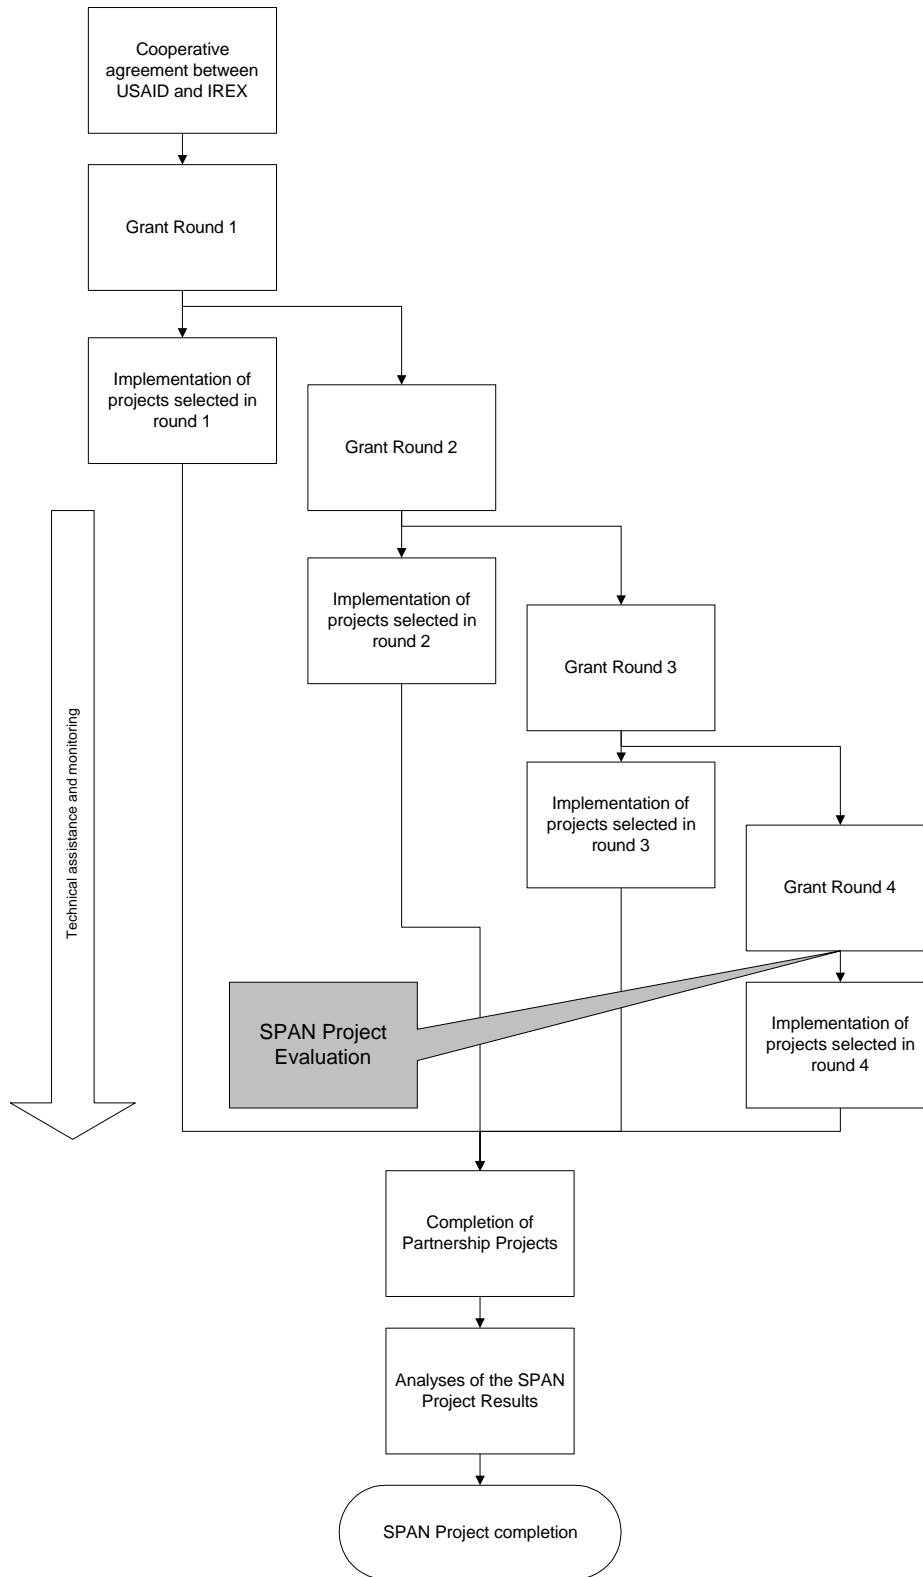 Cooperative
agreement between
USAID and IREX
Grant Round 1
Implementation of
projects selected in
round 1
Grant Round 2
Implementation of
projects selected in
round 2
Grant Round 3
Implementation of
projects selected in
round 3
Grant Round 4
Technical assistance and monitoring
SPAN Project
Evaluation
Implementation of
projects selected in
round 4
Completion of
Partnership Projects
Analyses of the SPAN
Project Results
SPAN Project completion